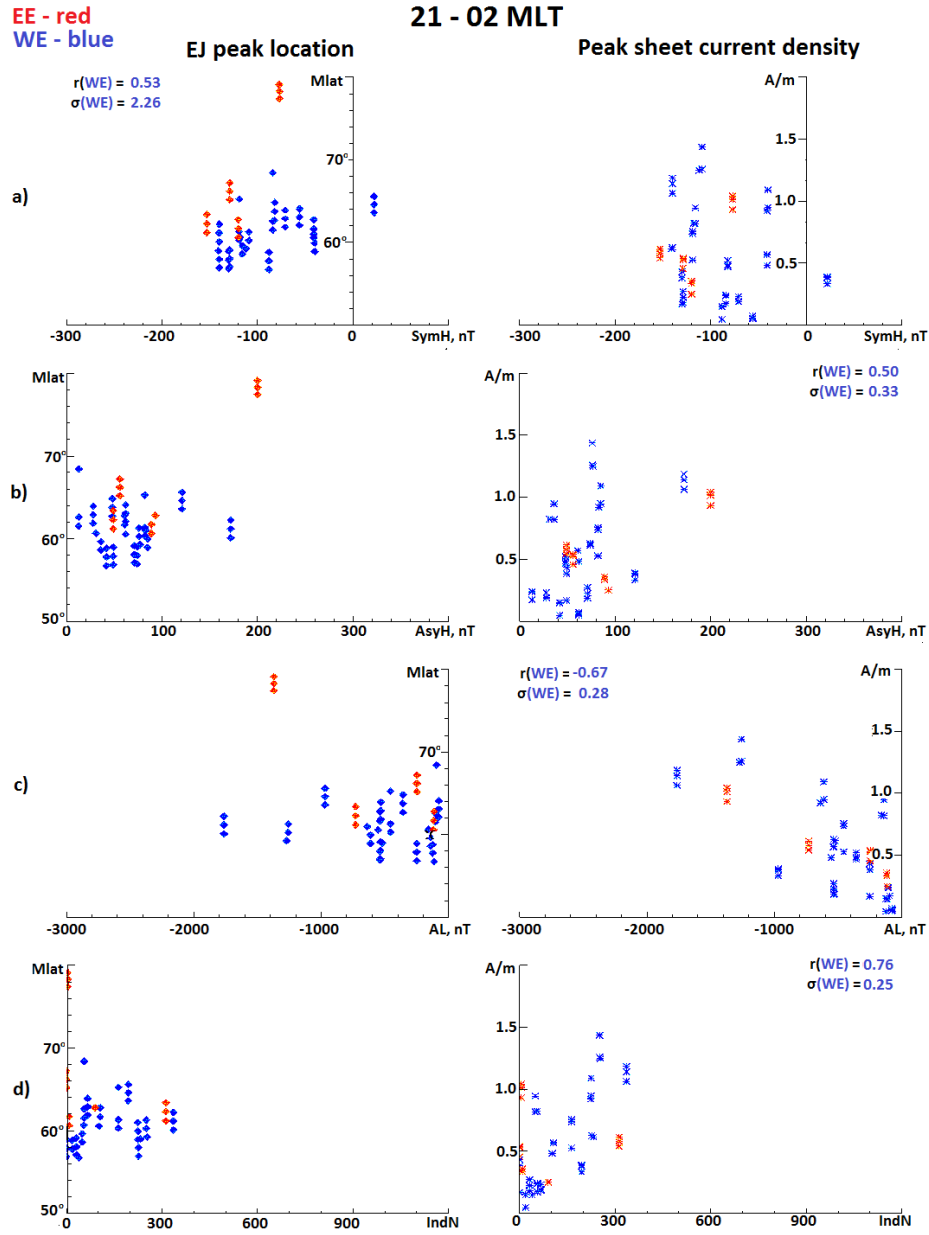 21 - 02 MLT
EE - red
WE - blue
EJ peak location
Peak sheet current density
r(WE) = 0.53
σ(WE) = 2.26
Mlat
A/m
70°
60°
1.5
1.0
0.5
a)
-300 -200 -100 0 SymH, nT
-300 -200 -100 0 SymH, nT
Mlat
A/m
r(WE) = 0.50
σ(WE) = 0.33
70°
60°
50°
1.5
1.0
0.5
b)
0 200 AsyH, nT
0 100 200 300 AsyH, nT
Mlat
A/m
r(WE) = -0.67
σ(WE) = 0.28
70°
1.5
1.0
0.5
c)
-3000 -2000 -1000 AL, nT
-3000 -2000 -1000 AL, nT
Mlat
A/m
r(WE) = 0.76
σ(WE) = 0.25
70°
60°
50°
1.5
1.0
0.5
d)
0 300 600 900 IndN
0 300 600 900 IndN